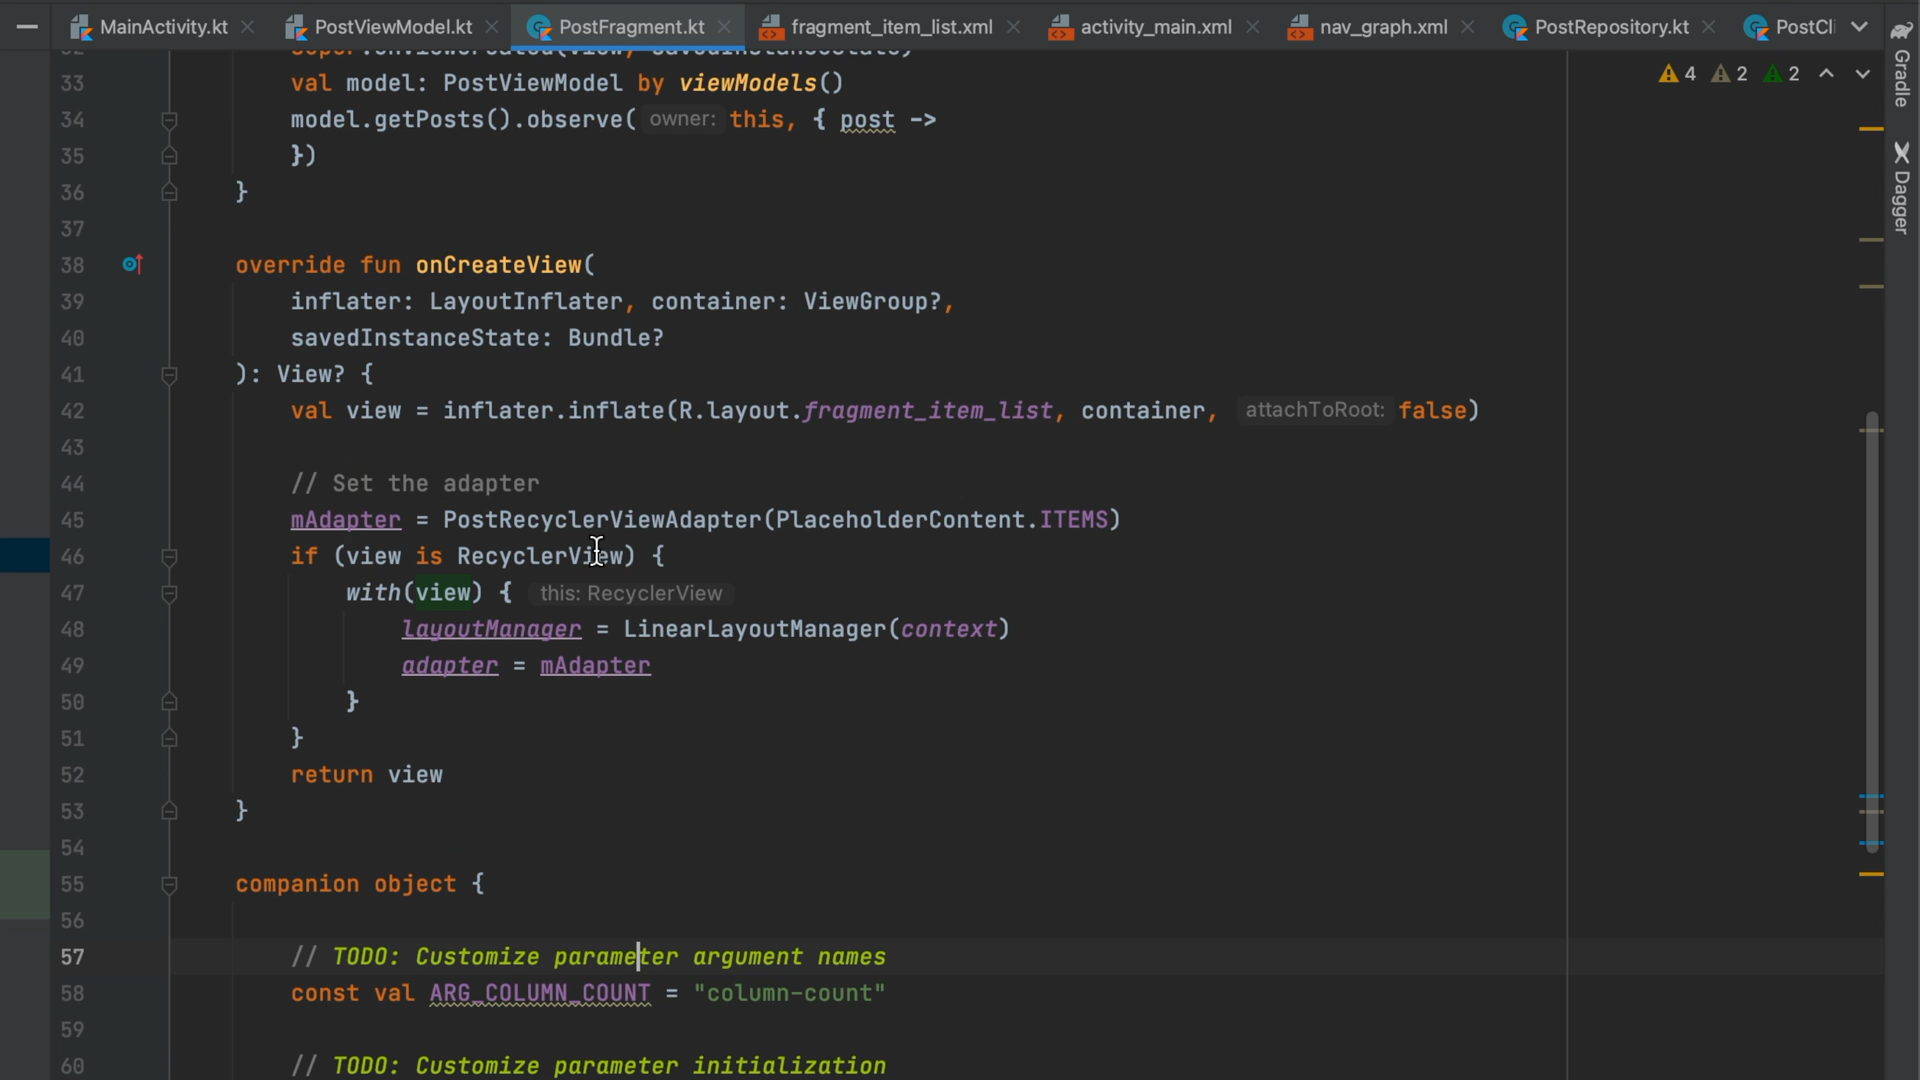 MainActivity.kt PostViewModel.kt PostFragment.kt fragment_item_list.xml activity_main.xml nav_graph.xml PostRepository.kt PostCli
4 2 2
Gradle
Dagger
super.onViewCreated(view, savedInstanceState)
33 val model: PostViewModel by viewModels()
34 model.getPosts().observe( owner: this, { post ->
35 })
36 }
37
38 override fun onCreateView(
39 inflater: LayoutInflater, container: ViewGroup?,
40 savedInstanceState: Bundle?
41 ): View? {
42 val view = inflater.inflate(R.layout.fragment_item_list, container, attachToRoot: false)
43
44 // Set the adapter
45 mAdapter = PostRecyclerViewAdapter(PlaceholderContent.ITEMS)
46 if (view is RecyclerView) {
47 with(view) { this: RecyclerView
48 layoutManager = LinearLayoutManager(context)
49 adapter = mAdapter
50 }
51 }
52 return view
53 }
54
55 companion object {
56
57 // TODO: Customize parameter argument names
58 const val ARG_COLUMN_COUNT = "column-count"
59
60 // TODO: Customize parameter initialization